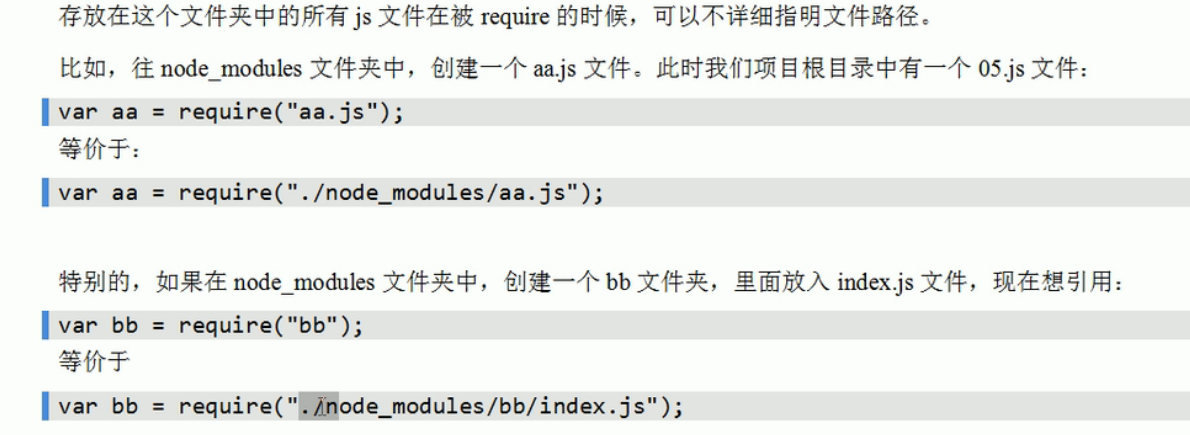 存放在这个文件夹中的所有 js 文件在被 require 的时候，可以不详细指明文件路径。
比如，往 node_modules 文件夹中，创建一个 aa.js 文件。此时我们项目根目录中有一个 05.js 文件：
var aa = require("aa.js");
等价于：
var aa = require("./node_modules/aa.js");
特别的，如果在 node_modules 文件夹中，创建一个 bb 文件夹，里面放入 index.js 文件，现在想引用：
var bb = require("bb");
等价于
var bb = require("./node_modules/bb/index.js");